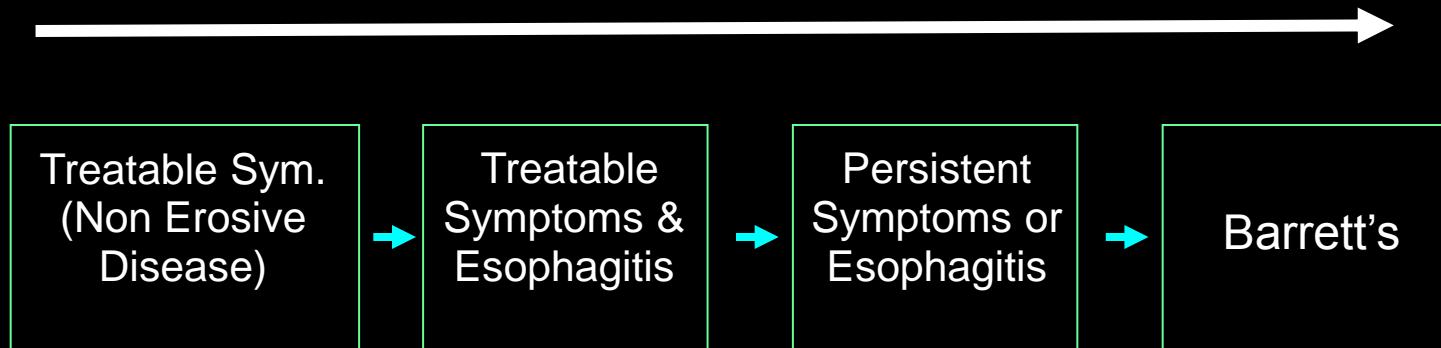 Treatable Sym.
(Non Erosive
Disease)
Treatable
Symptoms &
Esophagitis
Persistent
Symptoms or
Esophagitis
Barrett’s